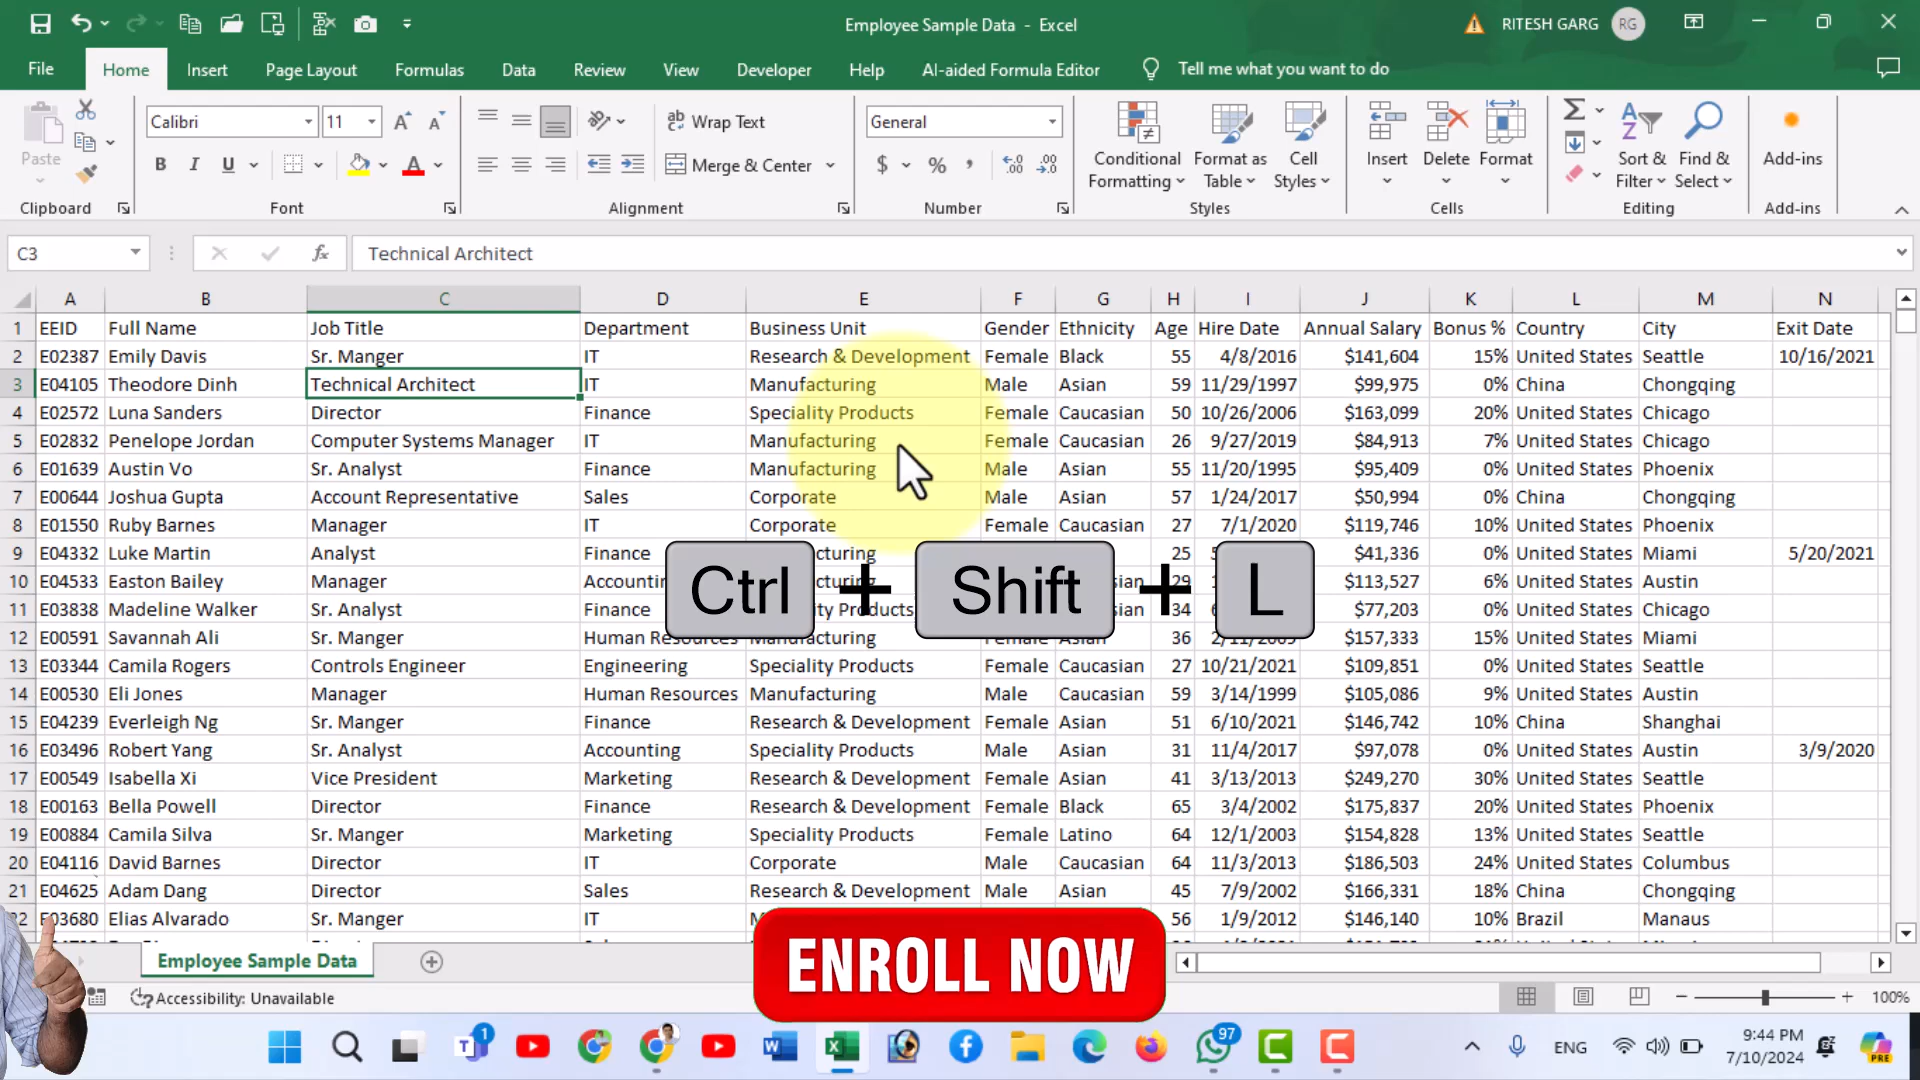 Employee Sample Data - Excel
RITESH GARG RG
File Home Insert Page Layout Formulas Data Review View Developer Help AI-aided Formula Editor Tell me what you want to do
Paste
Clipboard
Calibri 11
B I U
Font
ab Wrap Text
Merge & Center
Alignment
General
$ % ,
Number
Conditional Formatting
Format as Table
Cell Styles
Styles
Insert Delete Format
Cells
Sort & Filter
Find & Select
Editing
Add-ins
Add-ins
C3 fx Technical Architect
A B C D E F G H I J K L M N
1 EEID Full Name Job Title Department Business Unit Gender Ethnicity Age Hire Date Annual Salary Bonus % Country City Exit Date
2 E02387 Emily Davis Sr. Manger IT Research & Development Female Black 55 4/8/2016 $141,604 15% United States Seattle 10/16/2021
3 E04105 Theodore Dinh Technical Architect IT Manufacturing Male Asian 59 11/29/1997 $99,975 0% China Chongqing
4 E02572 Luna Sanders Director Finance Speciality Products Female Caucasian 50 10/26/2006 $163,099 20% United States Chicago
5 E02832 Penelope Jordan Computer Systems Manager IT Manufacturing Female Caucasian 26 9/27/2019 $84,913 7% United States Chicago
6 E01639 Austin Vo Sr. Analyst Finance Manufacturing Male Asian 55 11/20/1995 $95,409 0% United States Phoenix
7 E00644 Joshua Gupta Account Representative Sales Corporate Male Asian 57 1/24/2017 $50,994 0% China Chongqing
8 E01550 Ruby Barnes Manager IT Corporate Female Caucasian 27 7/1/2020 $119,746 10% United States Phoenix
9 E04332 Luke Martin Analyst Finance 25 $41,336 0% United States Miami 5/20/2021
10 E04533 Easton Bailey Manager 29 $113,527 6% United States Austin
11 E03838 Madeline Walker Sr. Analyst Finance 34 $77,203 0% United States Chicago
12 E00591 Savannah Ali Sr. Manger Human Resources Manufacturing Female Asian 36 $157,333 15% United States Miami
Ctrl + Shift + L
13 E03344 Camila Rogers Controls Engineer Engineering Speciality Products Female Caucasian 27 10/21/2021 $109,851 0% United States Seattle
14 E00530 Eli Jones Manager Human Resources Manufacturing Male Caucasian 59 3/14/1999 $105,086 9% United States Austin
15 E04239 Everleigh Ng Sr. Manger Finance Research & Development Female Asian 51 6/10/2021 $146,742 10% China Shanghai
16 E03496 Robert Yang Sr. Analyst Accounting Speciality Products Male Asian 31 11/4/2017 $97,078 0% United States Austin 3/9/2020
17 E00549 Isabella Xi Vice President Marketing Research & Development Female Asian 41 3/13/2013 $249,270 30% United States Seattle
18 E00163 Bella Powell Director Finance Research & Development Female Black 65 3/4/2002 $175,837 20% United States Phoenix
19 E00884 Camila Silva Sr. Manger Marketing Speciality Products Female Latino 64 12/1/2003 $154,828 13% United States Seattle
20 E04116 David Barnes Director IT Corporate Male Caucasian 64 11/3/2013 $186,503 24% United States Columbus
21 E04625 Adam Dang Director Sales Research & Development Male Asian 45 7/9/2002 $166,331 18% China Chongqing
22 E03680 Elias Alvarado Sr. Manger IT 56 1/9/2012 $146,140 10% Brazil Manaus
ENROLL NOW
Employee Sample Data
Accessibility: Unavailable
100%
1
97
ENG
9:44 PM
7/10/2024
PRE